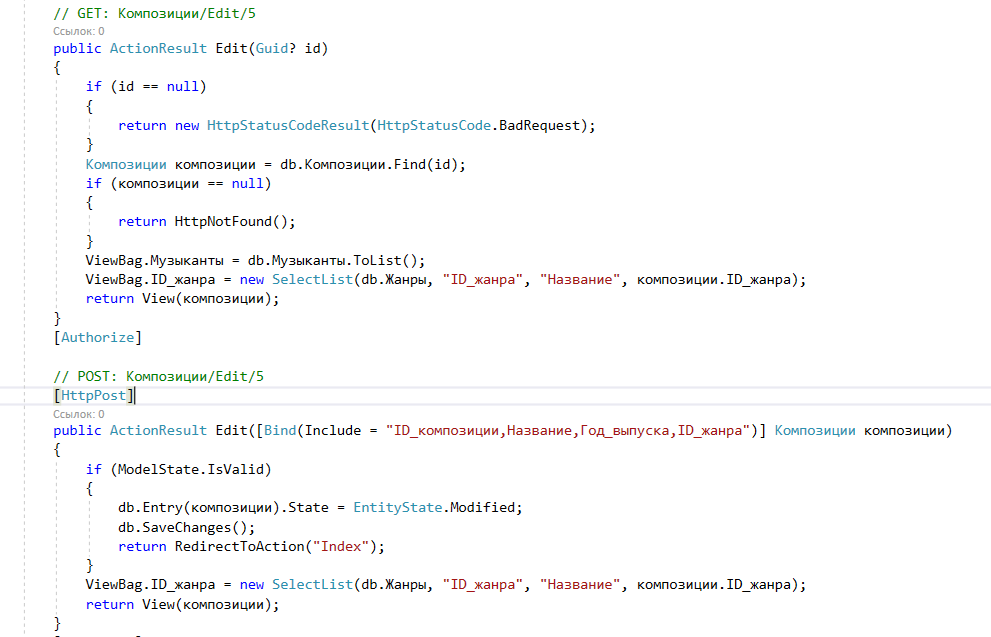 // GET: Композиции/Edit/5
Ссылок: 0
public ActionResult Edit(Guid? id)
{
if (id == null)
{
return new HttpStatusCodeResult(HttpStatusCode.BadRequest);
}
Композиции композиции = db.Композиции.Find(id);
if (композиции == null)
{
return HttpNotFound();
}
ViewBag.Музыканты = db.Музыканты.ToList();
ViewBag.ID_жанра = new SelectList(db.Жанры, "ID_жанра", "Название", композиции.ID_жанра);
return View(композиции);
}
[Authorize]
// POST: Композиции/Edit/5
[HttpPost]
Ссылок: 0
public ActionResult Edit([Bind(Include = "ID_композиции,Название,Год_выпуска,ID_жанра")] Композиции композиции)
{
if (ModelState.IsValid)
{
db.Entry(композиции).State = EntityState.Modified;
db.SaveChanges();
return RedirectToAction("Index");
}
ViewBag.ID_жанра = new SelectList(db.Жанры, "ID_жанра", "Название", композиции.ID_жанра);
return View(композиции);
}